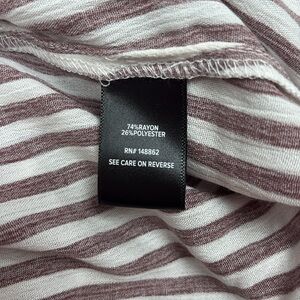 74%RAYON
26%POLYESTER
RN# 148862
SEE CARE ON REVERSE